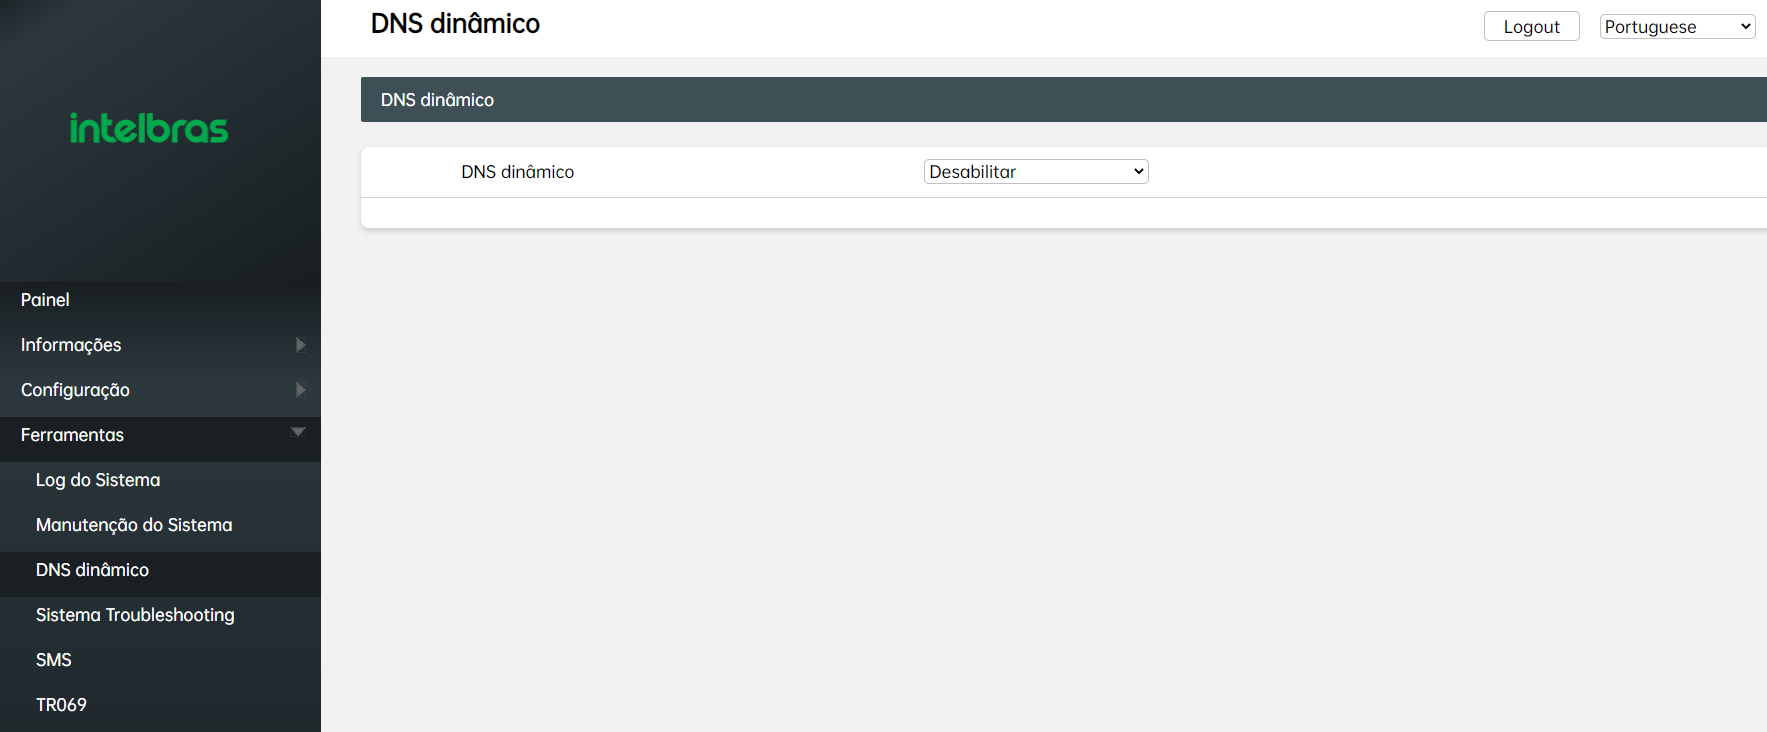 intelbras
Painel
Informações
Configuração
Ferramentas
Log do Sistema
Manutenção do Sistema
DNS dinâmico
Sistema Troubleshooting
SMS
TR069
DNS dinâmico
Logout
Portuguese
DNS dinâmico
DNS dinâmico
Desabilitar